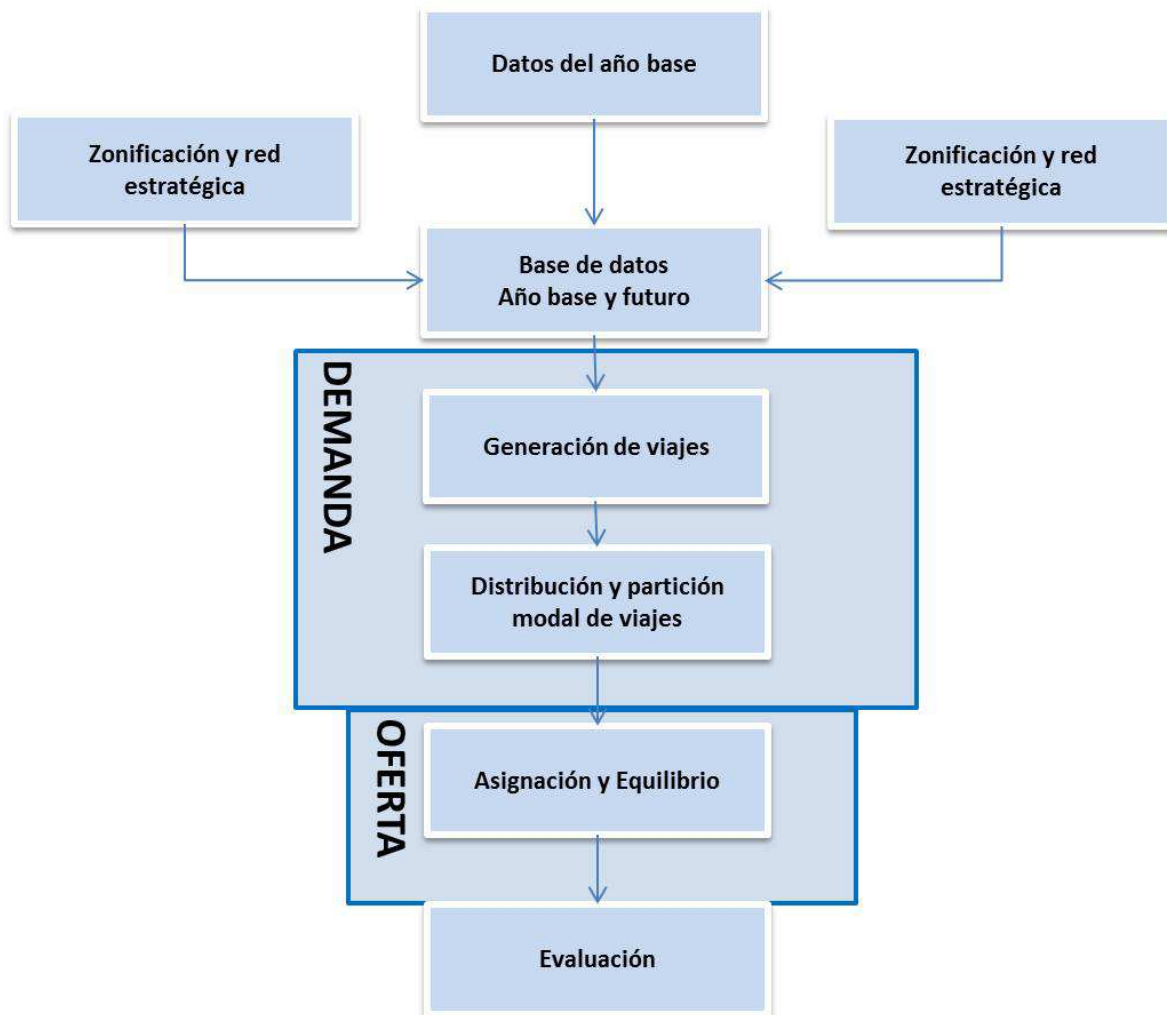 Datos del año base
Zonificación y red
estratégica
Zonificación y red
estratégica
Base de datos
Año base y futuro
DEMANDA
Generación de viajes
Distribución y partición
modal de viajes
OFERTA
Asignación y Equilibrio
Evaluación